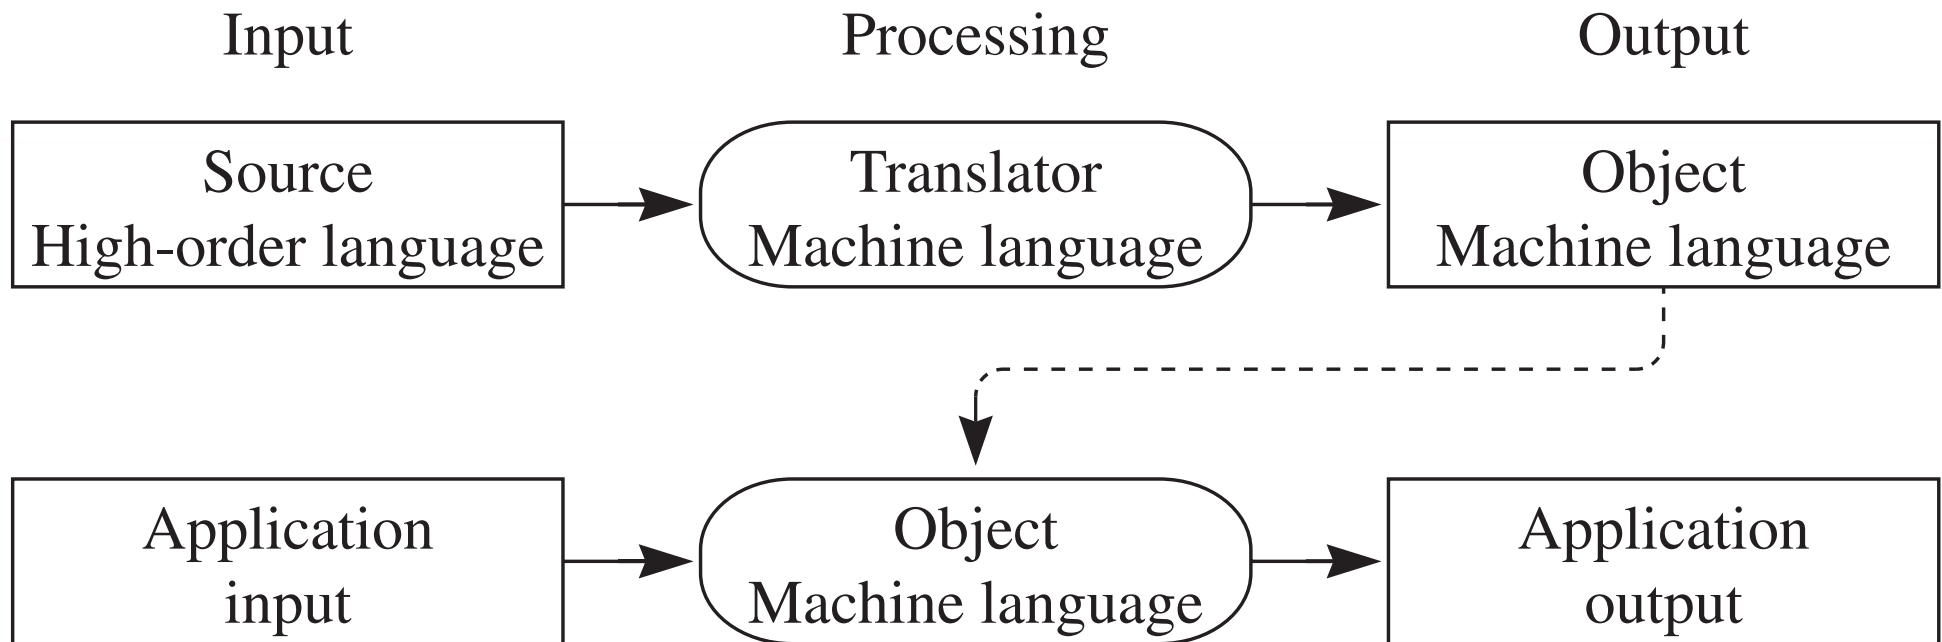 Input
Processing
Output
Source
High-order language
Translator
Machine language
Object
Machine language
Application
input
Object
Machine language
Application
output